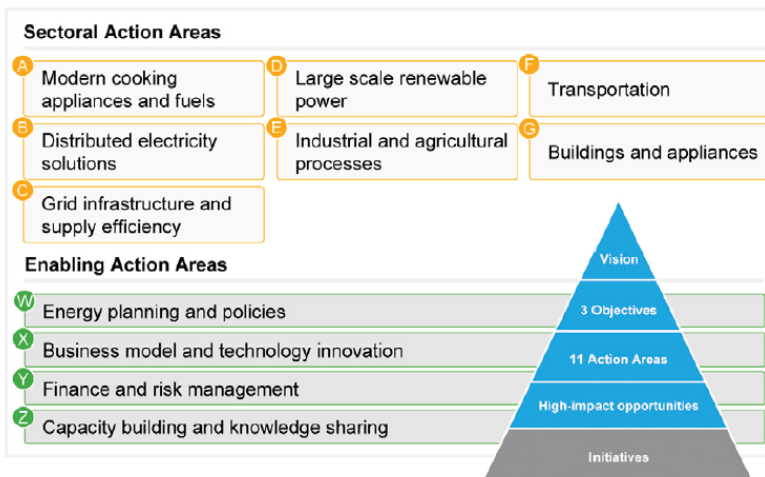 Sectoral Action Areas
A
Modern cooking
appliances and fuels
B
Distributed electricity
solutions
C
Grid infrastructure and
supply efficiency
D
Large scale renewable
power
E
Industrial and agricultural
processes
F
Transportation
G
Buildings and appliances
Enabling Action Areas
W
Energy planning and policies
X
Business model and technology innovation
Y
Finance and risk management
Z
Capacity building and knowledge sharing
Vision
3 Objectives
11 Action Areas
High-impact opportunities
Initiatives